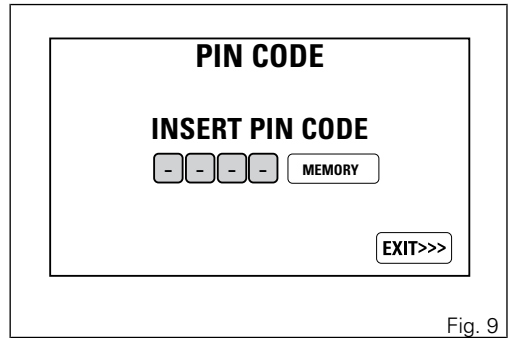 PIN CODE
INSERT PIN CODE
- - - - MEMORY
EXIT>>>
Fig. 9